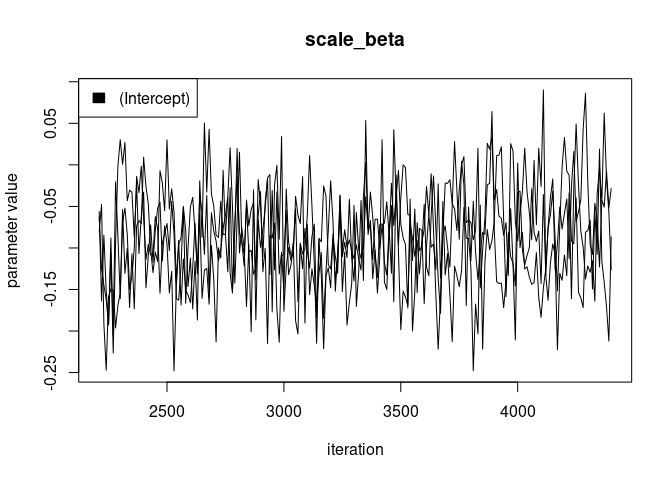 scale_beta
(Intercept)
parameter value
0.05
-0.05
-0.15
-0.25
2500 3000 3500 4000
iteration